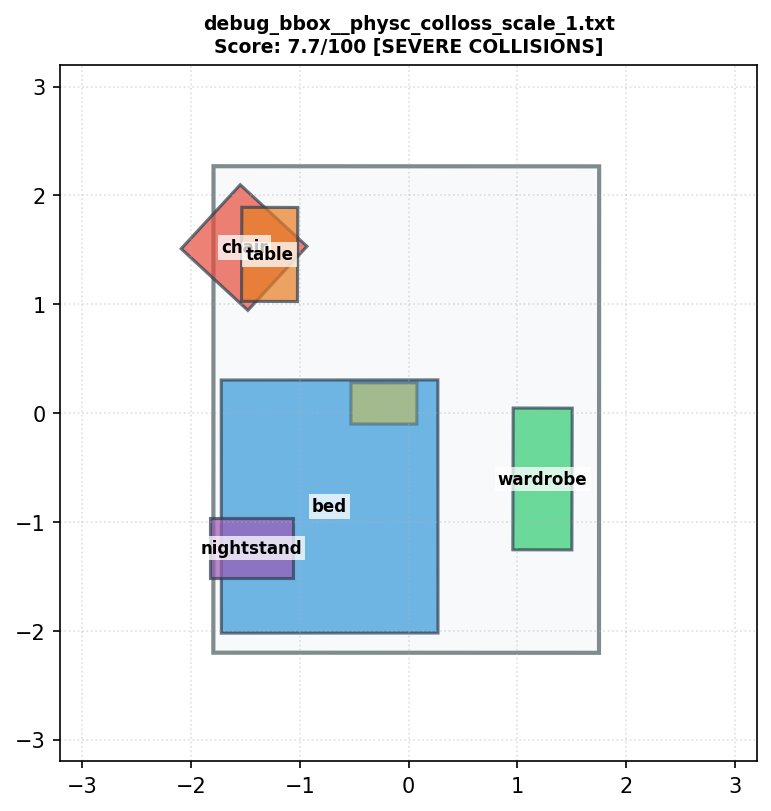 debug_bbox__physc_colloss_scale_1.txt
Score: 7.7/100 [SEVERE COLLISIONS]
3
2
1
0
−1
−2
−3
chair
table
bed
wardrobe
nightstand
−3
−2
−1
0
1
2
3